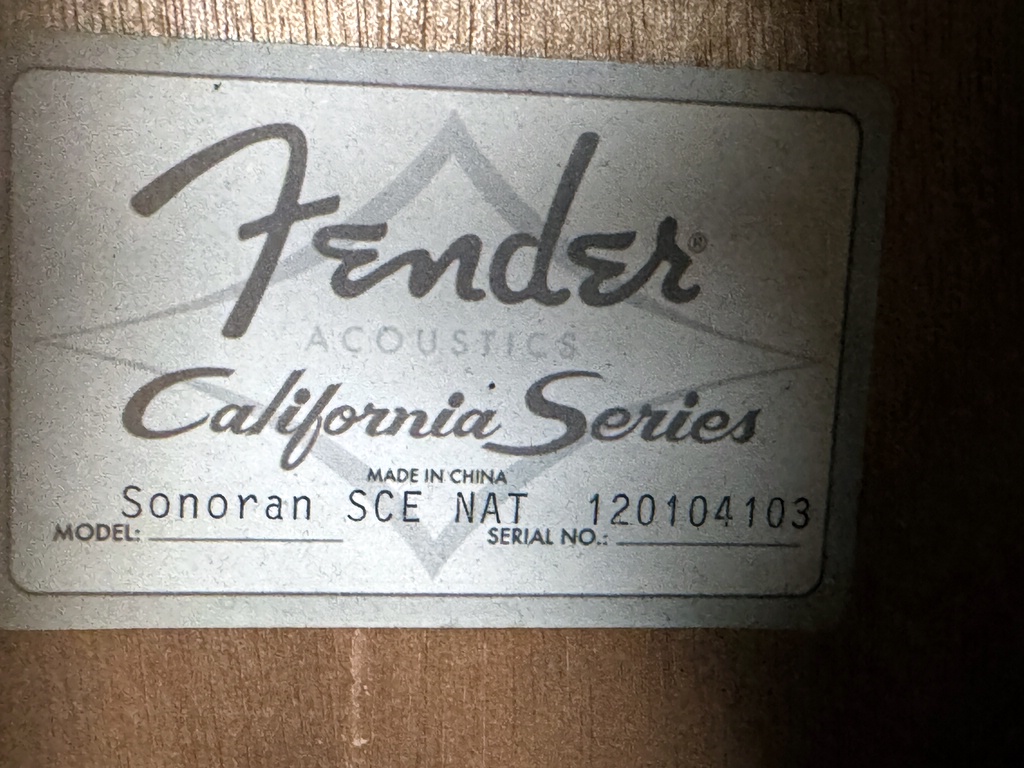 Fender®
ACOUSTICS
California Series
MADE IN CHINA
Sonoran SCE NAT 120104103
MODEL: SERIAL NO.: